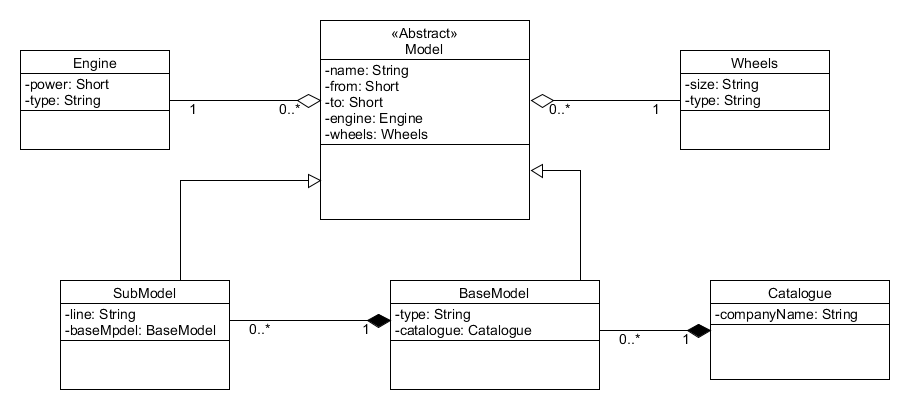 «Abstract»
Model
-name: String
-from: Short
-to: Short
-engine: Engine
-wheels: Wheels
Engine
-power: Short
-type: String
1
0..*
Wheels
-size: String
-type: String
0..*
1
SubModel
-line: String
-baseMpdel: BaseModel
0..*
1
BaseModel
-type: String
-catalogue: Catalogue
0..*
1
Catalogue
-companyName: String